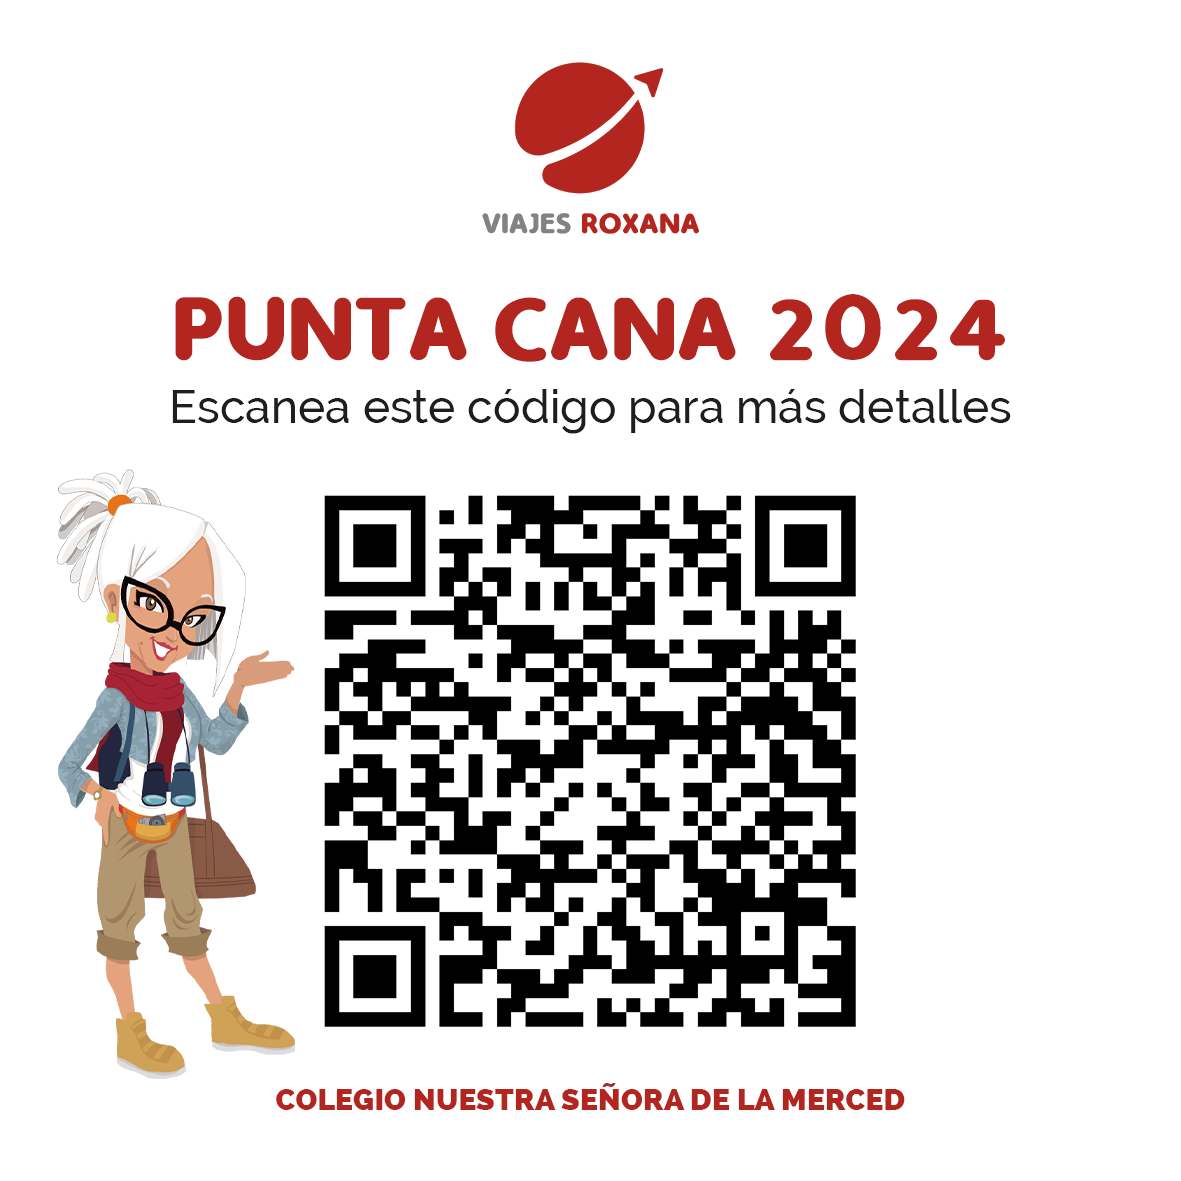 VIAJES ROXANA
PUNTA CANA 2024
Escanea este código para más detalles
COLEGIO NUESTRA SEÑORA DE LA MERCED